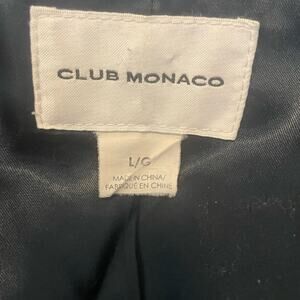 CLUB MONACO
L/G
MADE IN CHINA/
FABRIQUÉ EN CHINE